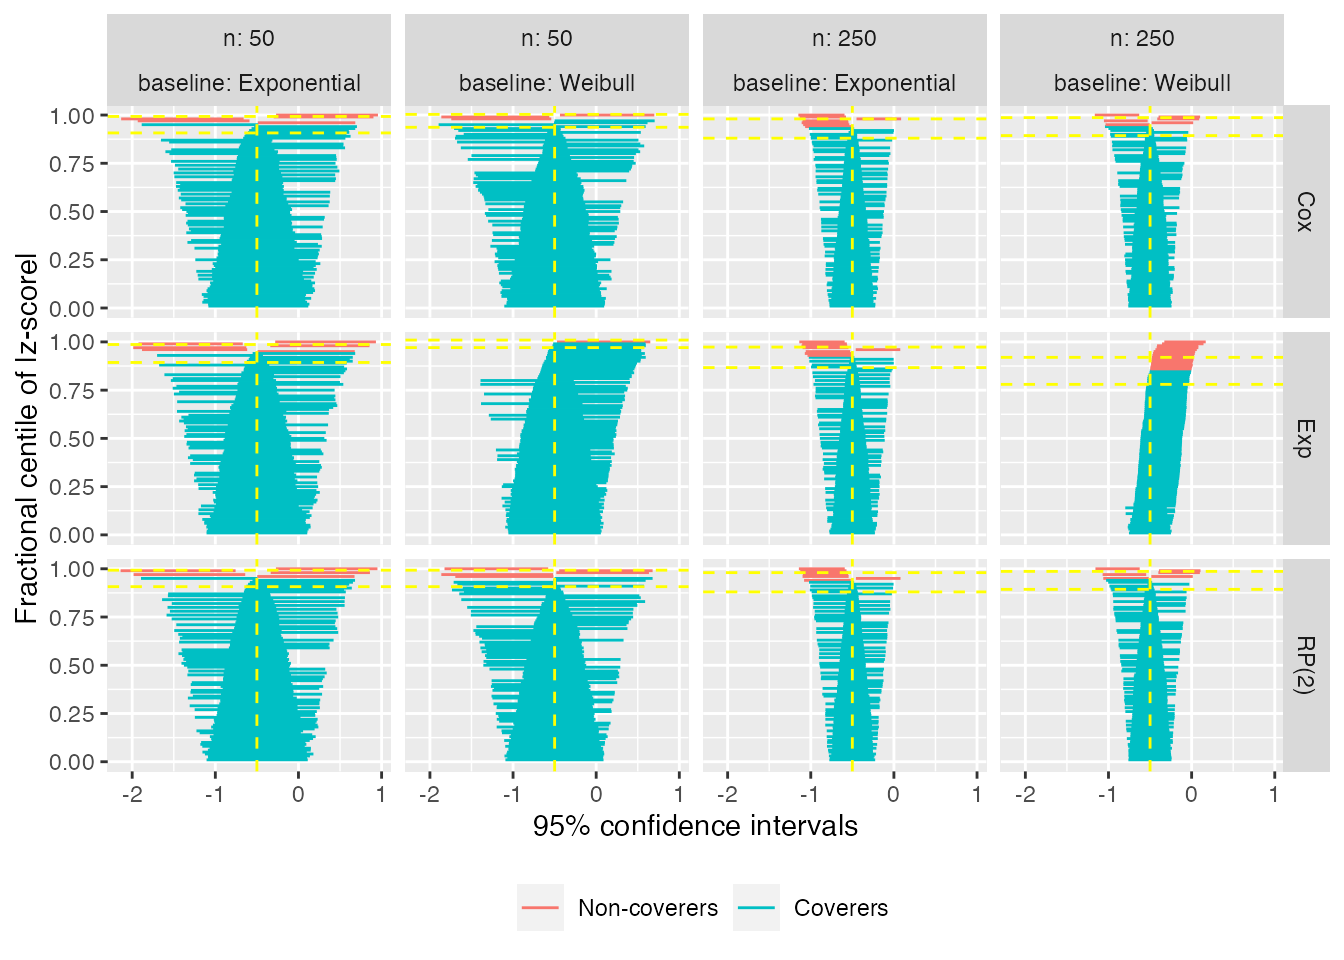 n: 50
n: 50
n: 250
n: 250
baseline: Exponential
baseline: Weibull
baseline: Exponential
baseline: Weibull
Fractional centile of |z-score|
1.00
0.75
0.50
0.25
0.00
Cox
1.00
0.75
0.50
0.25
0.00
Exp
1.00
0.75
0.50
0.25
0.00
RP(2)
-2 -1 0 1
-2 -1 0 1
-2 -1 0 1
-2 -1 0 1
95% confidence intervals
Non-coverers
Coverers